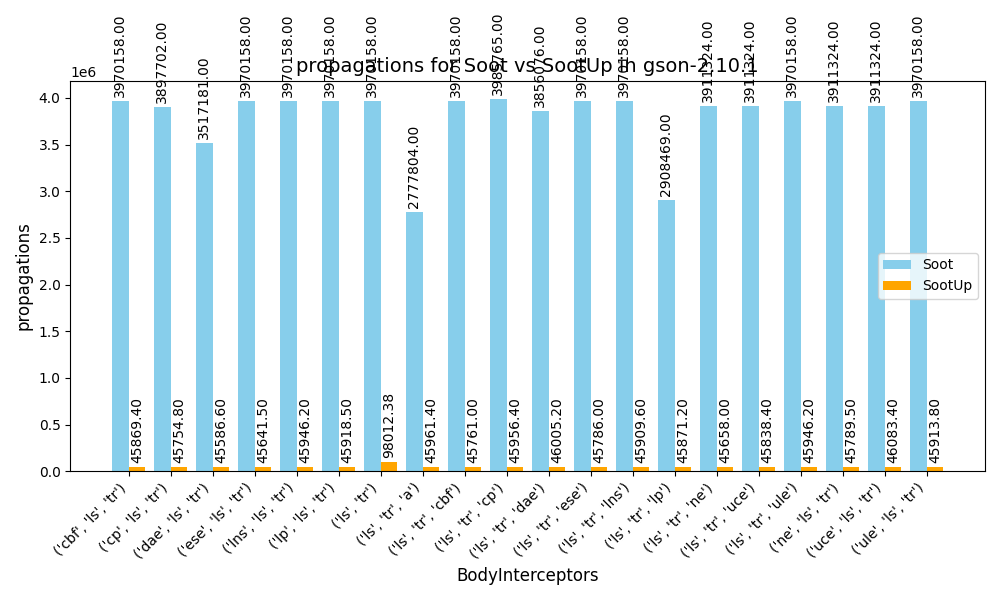 propagations for Soot vs SootUp in gson-2.10.1
1e6
4.0
3.5
3.0
2.5
2.0
1.5
1.0
0.5
0.0
propagations
3970158.00
3897702.00
3517181.00
3970158.00
3970158.00
3970158.00
3970158.00
2777804.00
3970158.00
3985765.00
3856076.00
3970158.00
3970158.00
2908469.00
3911324.00
3911324.00
3970158.00
3911324.00
3911324.00
3970158.00
45869.40
45754.80
45586.60
45641.50
45946.20
45918.50
98012.38
45961.40
45761.00
45956.40
46005.20
45786.00
45909.60
45871.20
45658.00
45838.40
45946.20
45789.50
46083.40
45913.80
Soot
SootUp
('cbf', 'ls', 'tr')
('cp', 'ls', 'tr')
('dae', 'ls', 'tr')
('ese', 'ls', 'tr')
('lns', 'ls', 'tr')
('lp', 'ls', 'tr')
('ls', 'tr')
('ls', 'tr', 'a')
('ls', 'tr', 'cbf')
('ls', 'tr', 'cp')
('ls', 'tr', 'dae')
('ls', 'tr', 'ese')
('ls', 'tr', 'lns')
('ls', 'tr', 'lp')
('ls', 'tr', 'ne')
('ls', 'tr', 'uce')
('ls', 'tr', 'ule')
('ne', 'ls', 'tr')
('uce', 'ls', 'tr')
('ule', 'ls', 'tr')
BodyInterceptors